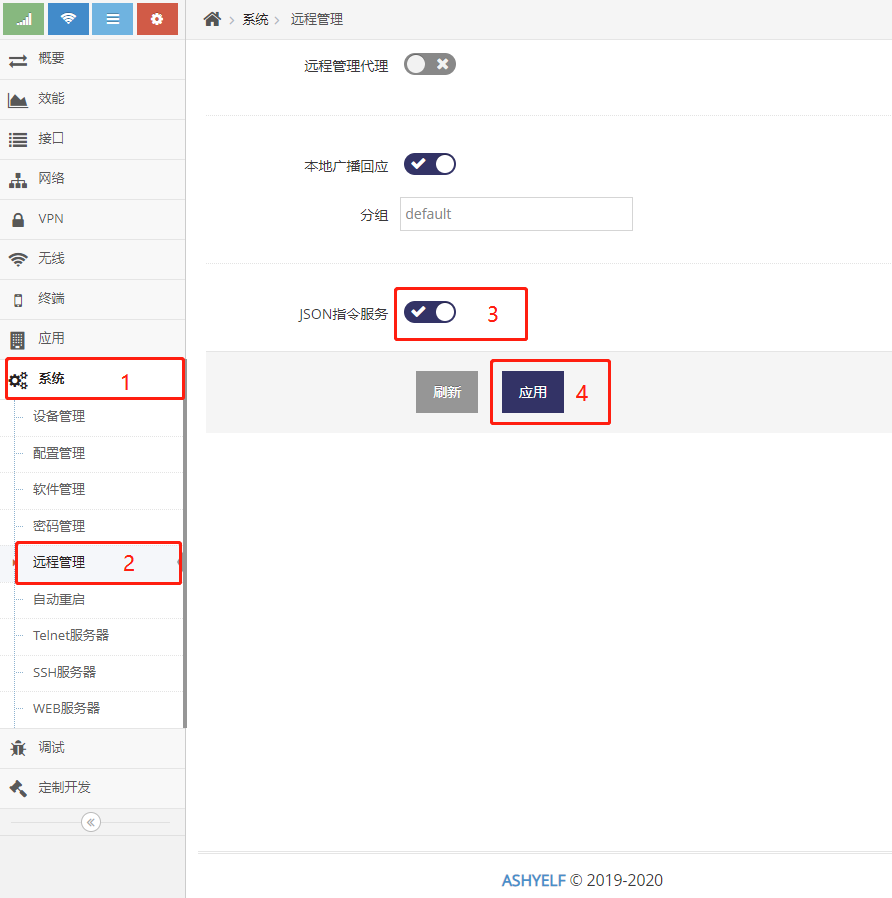 系统 远程管理
概要
效能
接口
网络
VPN
无线
终端
应用
系统 1
设备管理
配置管理
软件管理
密码管理
远程管理 2
自动重启
Telnet服务器
SSH服务器
WEB服务器
调试
定制开发
远程管理代理
本地广播回应
分组 default
JSON指令服务 3
刷新 应用 4
ASHYELF © 2019-2020